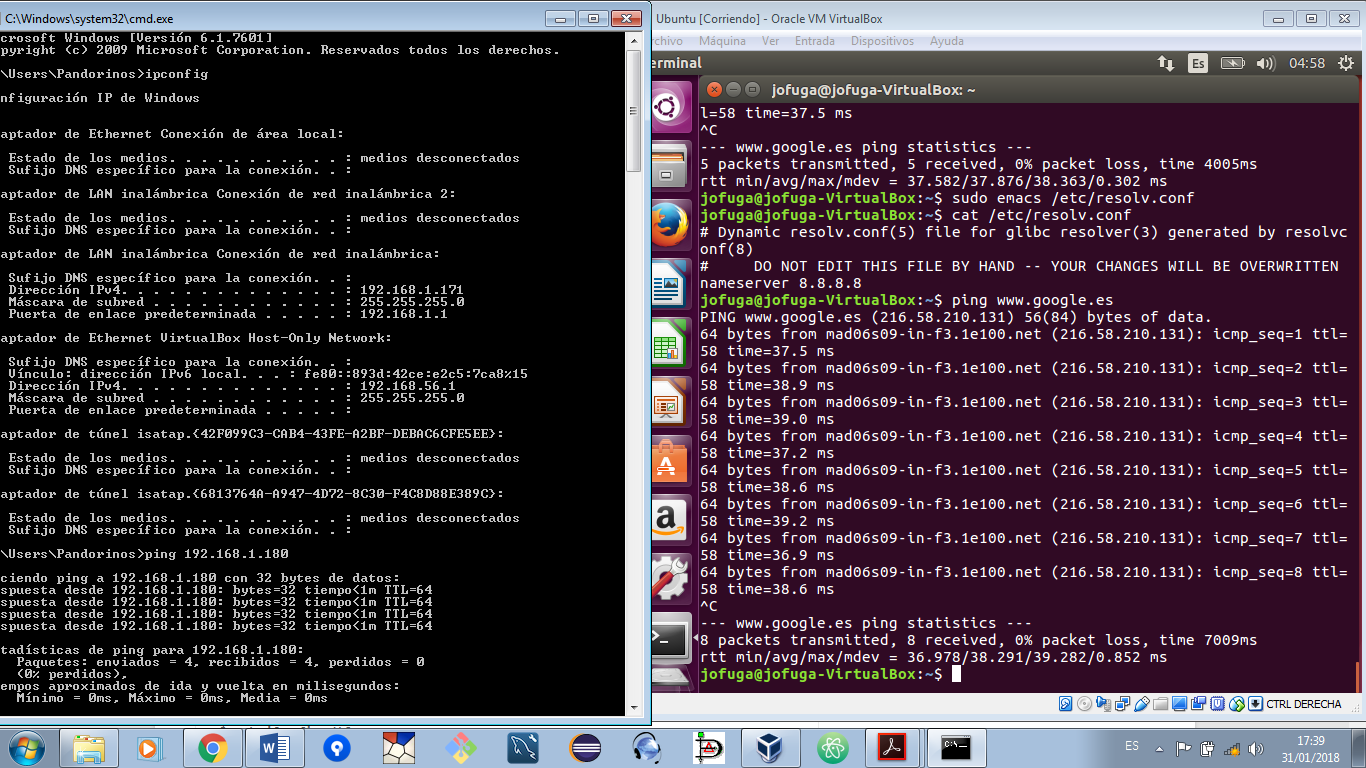 C:\Windows\system32\cmd.exe
crosoft Windows [Versión 6.1.7601]
pyright (c) 2009 Microsoft Corporation. Reservados todos los derechos.
\Users\Pandorinos>ipconfig
nfiguración IP de Windows
aptador de Ethernet Conexión de área local:
Estado de los medios. . . . . . . . . . . : medios desconectados
Sufijo DNS específico para la conexión. . :
aptador de LAN inalámbrica Conexión de red inalámbrica 2:
Estado de los medios. . . . . . . . . . . : medios desconectados
Sufijo DNS específico para la conexión. . :
aptador de LAN inalámbrica Conexión de red inalámbrica:
Sufijo DNS específico para la conexión. . :
Dirección IPv4. . . . . . . . . . . . . . : 192.168.1.171
Máscara de subred . . . . . . . . . . . . : 255.255.255.0
Puerta de enlace predeterminada . . . . . : 192.168.1.1
aptador de Ethernet VirtualBox Host-Only Network:
Sufijo DNS específico para la conexión. . :
Vínculo: dirección IPv6 local. . . : fe80::893d:42ce:e2c5:7ca8%15
Dirección IPv4. . . . . . . . . . . . . . : 192.168.56.1
Máscara de subred . . . . . . . . . . . . : 255.255.255.0
Puerta de enlace predeterminada . . . . . :
aptador de túnel isatap.{42F099C3-CAB4-43FE-A2BF-DEBAC6CFE5EE}:
Estado de los medios. . . . . . . . . . . : medios desconectados
Sufijo DNS específico para la conexión. . :
aptador de túnel isatap.{6813764A-A947-4D72-8C30-F4C8D88E389C}:
Estado de los medios. . . . . . . . . . . : medios desconectados
Sufijo DNS específico para la conexión. . :
\Users\Pandorinos>ping 192.168.1.180
ciendo ping a 192.168.1.180 con 32 bytes de datos:
spuesta desde 192.168.1.180: bytes=32 tiempo<1m TTL=64
spuesta desde 192.168.1.180: bytes=32 tiempo<1m TTL=64
spuesta desde 192.168.1.180: bytes=32 tiempo<1m TTL=64
spuesta desde 192.168.1.180: bytes=32 tiempo<1m TTL=64
tadísticas de ping para 192.168.1.180:
Paquetes: enviados = 4, recibidos = 4, perdidos = 0
(0% perdidos),
empos aproximados de ida y vuelta en milisegundos:
Mínimo = 0ms, Máximo = 0ms, Media = 0ms
Ubuntu [Corriendo] - Oracle VM VirtualBox
rchivo Máquina Ver Entrada Dispositivos Ayuda
erminal Es 04:58
jofuga@jofuga-VirtualBox: ~
l=58 time=37.5 ms
^C
--- www.google.es ping statistics ---
5 packets transmitted, 5 received, 0% packet loss, time 4005ms
rtt min/avg/max/mdev = 37.582/37.876/38.363/0.302 ms
jofuga@jofuga-VirtualBox:~$ sudo emacs /etc/resolv.conf
jofuga@jofuga-VirtualBox:~$ cat /etc/resolv.conf
# Dynamic resolv.conf(5) file for glibc resolver(3) generated by resolvc
onf(8)
# DO NOT EDIT THIS FILE BY HAND -- YOUR CHANGES WILL BE OVERWRITTEN
nameserver 8.8.8.8
jofuga@jofuga-VirtualBox:~$ ping www.google.es
PING www.google.es (216.58.210.131) 56(84) bytes of data.
64 bytes from mad06s09-in-f3.1e100.net (216.58.210.131): icmp_seq=1 ttl=
58 time=37.5 ms
64 bytes from mad06s09-in-f3.1e100.net (216.58.210.131): icmp_seq=2 ttl=
58 time=38.9 ms
64 bytes from mad06s09-in-f3.1e100.net (216.58.210.131): icmp_seq=3 ttl=
58 time=39.0 ms
64 bytes from mad06s09-in-f3.1e100.net (216.58.210.131): icmp_seq=4 ttl=
58 time=37.2 ms
64 bytes from mad06s09-in-f3.1e100.net (216.58.210.131): icmp_seq=5 ttl=
58 time=38.6 ms
64 bytes from mad06s09-in-f3.1e100.net (216.58.210.131): icmp_seq=6 ttl=
58 time=39.2 ms
64 bytes from mad06s09-in-f3.1e100.net (216.58.210.131): icmp_seq=7 ttl=
58 time=36.9 ms
64 bytes from mad06s09-in-f3.1e100.net (216.58.210.131): icmp_seq=8 ttl=
58 time=38.6 ms
^C
--- www.google.es ping statistics ---
8 packets transmitted, 8 received, 0% packet loss, time 7009ms
rtt min/avg/max/mdev = 36.978/38.291/39.282/0.852 ms
jofuga@jofuga-VirtualBox:~$
CTRL DERECHA
ES
17:39
31/01/2018